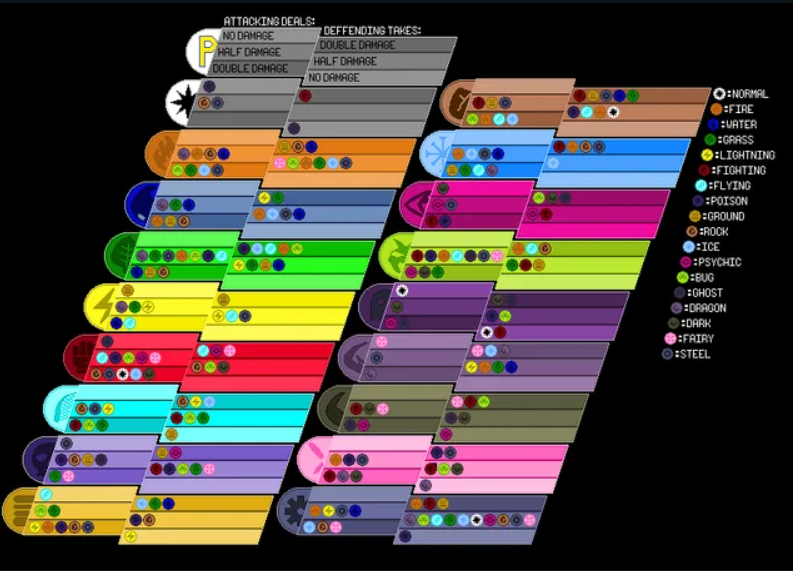 ATTACKING DEALS:
DEFFENDING TAKES:
P
NO DAMAGE
HALF DAMAGE
DOUBLE DAMAGE
DOUBLE DAMAGE
HALF DAMAGE
NO DAMAGE
:NORMAL
:FIRE
:WATER
:GRASS
:LIGHTNING
:FIGHTING
:FLYING
:POISON
:GROUND
:ROCK
:ICE
:PSYCHIC
:BUG
:GHOST
:DRAGON
:DARK
:FAIRY
:STEEL